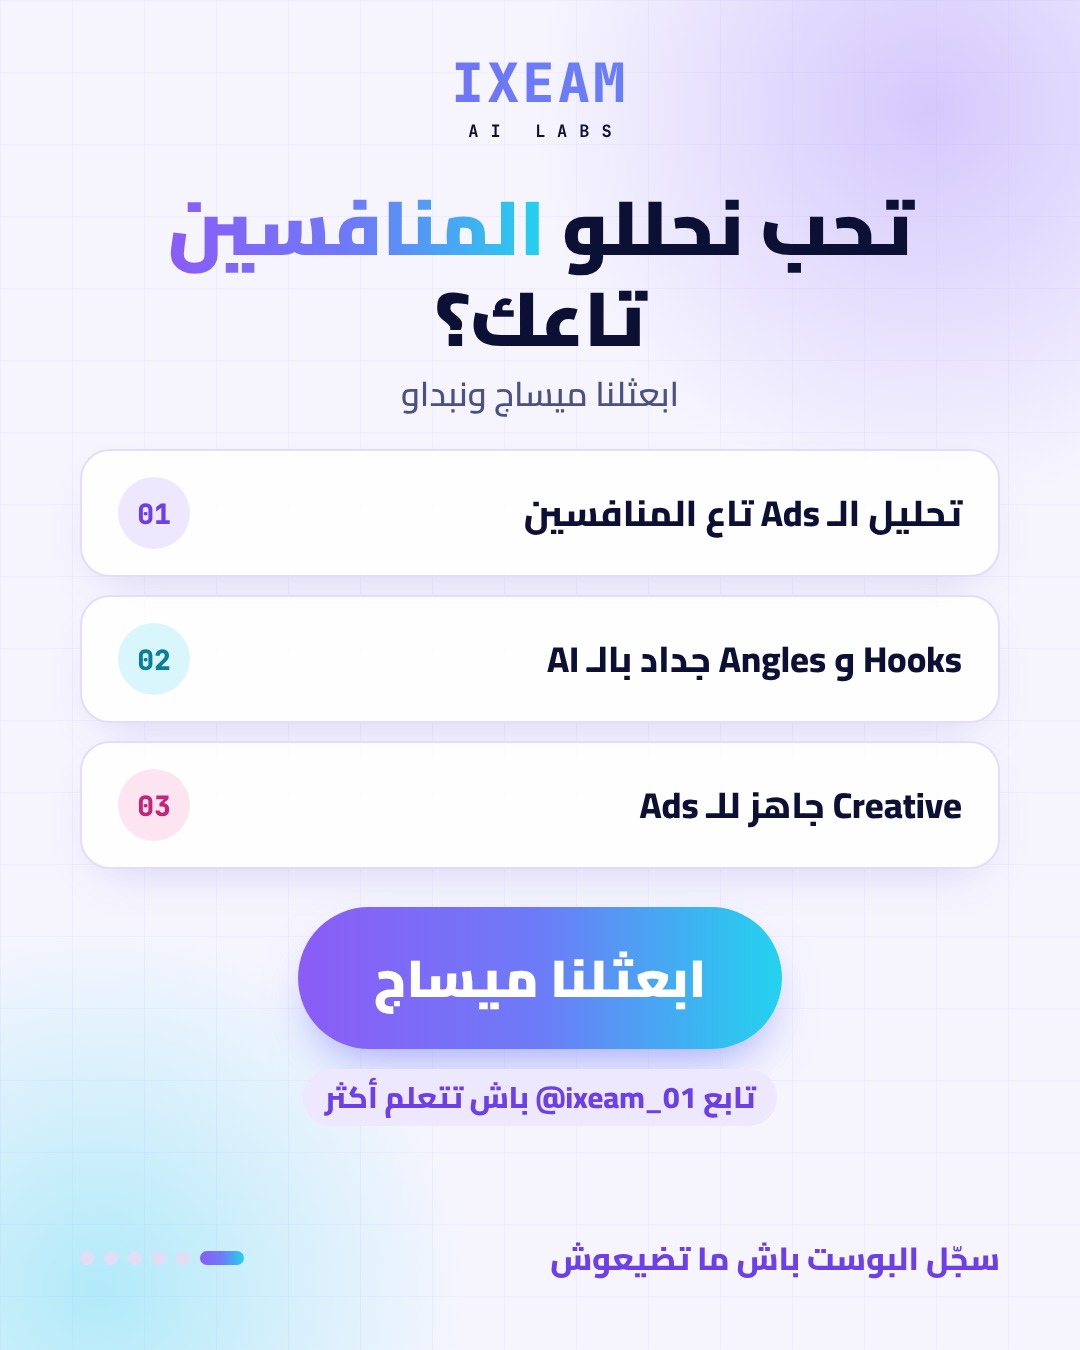 IXEAM
AI LABS
تحب نحللو المنافسين
تاعك؟
ابعثلنا ميساج ونبداو
تحليل الـ Ads تاع المنافسين
01
Hooks و Angles جداد بالـ AI
02
Creative جاهز للـ Ads
03
ابعثلنا ميساج
تابع @ixeam_01 باش تتعلم أكثر
سجّل البوست باش ما تضيعوش